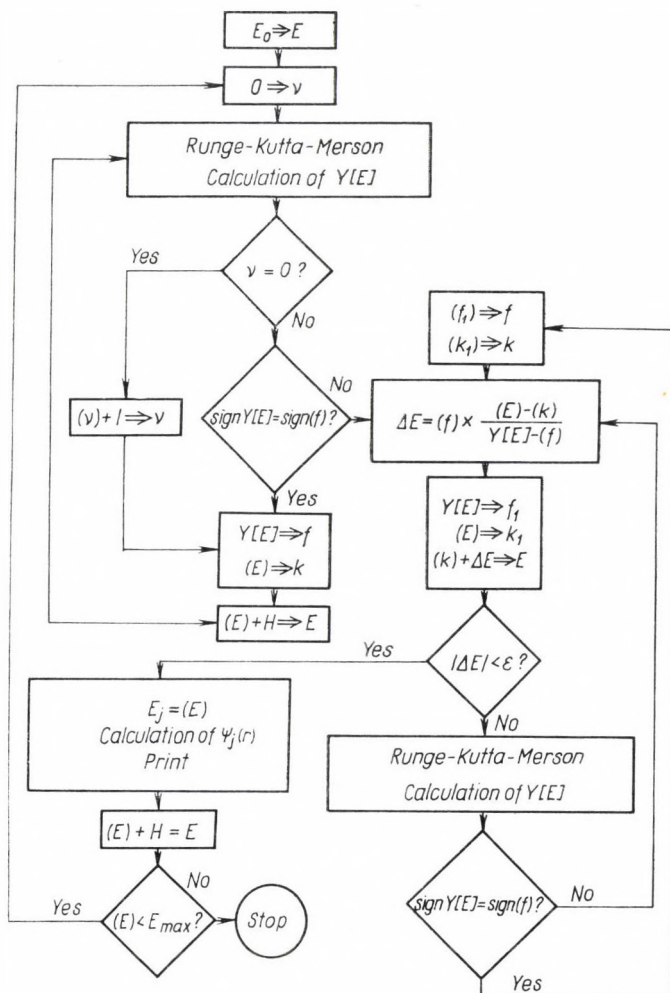 E₀⇒E
0⇒ν
Runge-Kutta-Merson
Calculation of Y[E]
Yes
ν = 0 ?
No
(ν)+1⇒ν
sign Y[E]=sign(f)?
No
Yes
Y[E]⇒f
(E)⇒k
(E)+H⇒E
(f₁)⇒f
(k₁)⇒k
ΔE=(f)× (E)-(k) / Y[E]-(f)
Y[E]⇒f₁
(E)⇒k₁
(k)+ΔE⇒E
Yes
|ΔE|<ε?
No
E_j=(E)
Calculation of Ψ_j(r)
Print
(E)+H=E
Yes
No
(E)<E_max?
Stop
Runge-Kutta-Merson
Calculation of Y[E]
sign Y[E]=sign(f)?
No
Yes